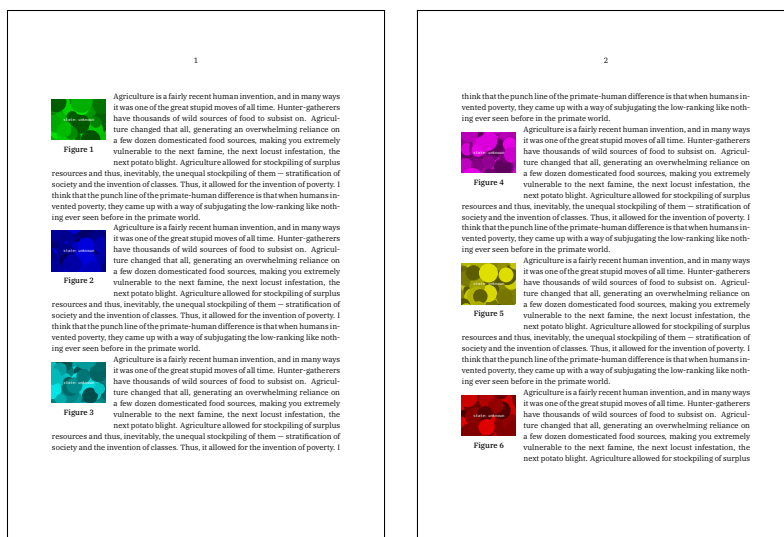 1
Agriculture is a fairly recent human invention, and in many ways
it was one of the great stupid moves of all time. Hunter-gatherers
have thousands of wild sources of food to subsist on. Agricul-
ture changed that all, generating an overwhelming reliance on
a few dozen domesticated food sources, making you extremely
vulnerable to the next famine, the next locust infestation, the
next potato blight. Agriculture allowed for stockpiling of surplus
resources and thus, inevitably, the unequal stockpiling of them — stratification of
society and the invention of classes. Thus, it allowed for the invention of poverty. I
think that the punch line of the primate-human difference is that when humans in-
vented poverty, they came up with a way of subjugating the low-ranking like noth-
ing ever seen before in the primate world.
state: unknown
Figure 1
Agriculture is a fairly recent human invention, and in many ways
it was one of the great stupid moves of all time. Hunter-gatherers
have thousands of wild sources of food to subsist on. Agricul-
ture changed that all, generating an overwhelming reliance on
a few dozen domesticated food sources, making you extremely
vulnerable to the next famine, the next locust infestation, the
next potato blight. Agriculture allowed for stockpiling of surplus
resources and thus, inevitably, the unequal stockpiling of them — stratification of
society and the invention of classes. Thus, it allowed for the invention of poverty. I
think that the punch line of the primate-human difference is that when humans in-
vented poverty, they came up with a way of subjugating the low-ranking like noth-
ing ever seen before in the primate world.
state: unknown
Figure 2
Agriculture is a fairly recent human invention, and in many ways
it was one of the great stupid moves of all time. Hunter-gatherers
have thousands of wild sources of food to subsist on. Agricul-
ture changed that all, generating an overwhelming reliance on
a few dozen domesticated food sources, making you extremely
vulnerable to the next famine, the next locust infestation, the
next potato blight. Agriculture allowed for stockpiling of surplus
resources and thus, inevitably, the unequal stockpiling of them — stratification of
society and the invention of classes. Thus, it allowed for the invention of poverty. I
state: unknown
Figure 3
2
think that the punch line of the primate-human difference is that when humans in-
vented poverty, they came up with a way of subjugating the low-ranking like noth-
ing ever seen before in the primate world.
Agriculture is a fairly recent human invention, and in many ways
it was one of the great stupid moves of all time. Hunter-gatherers
have thousands of wild sources of food to subsist on. Agricul-
ture changed that all, generating an overwhelming reliance on
a few dozen domesticated food sources, making you extremely
vulnerable to the next famine, the next locust infestation, the
next potato blight. Agriculture allowed for stockpiling of surplus
resources and thus, inevitably, the unequal stockpiling of them — stratification of
society and the invention of classes. Thus, it allowed for the invention of poverty. I
think that the punch line of the primate-human difference is that when humans in-
vented poverty, they came up with a way of subjugating the low-ranking like noth-
ing ever seen before in the primate world.
state: unknown
Figure 4
Agriculture is a fairly recent human invention, and in many ways
it was one of the great stupid moves of all time. Hunter-gatherers
have thousands of wild sources of food to subsist on. Agricul-
ture changed that all, generating an overwhelming reliance on
a few dozen domesticated food sources, making you extremely
vulnerable to the next famine, the next locust infestation, the
next potato blight. Agriculture allowed for stockpiling of surplus
resources and thus, inevitably, the unequal stockpiling of them — stratification of
society and the invention of classes. Thus, it allowed for the invention of poverty. I
think that the punch line of the primate-human difference is that when humans in-
vented poverty, they came up with a way of subjugating the low-ranking like noth-
ing ever seen before in the primate world.
state: unknown
Figure 5
Agriculture is a fairly recent human invention, and in many ways
it was one of the great stupid moves of all time. Hunter-gatherers
have thousands of wild sources of food to subsist on. Agricul-
ture changed that all, generating an overwhelming reliance on
a few dozen domesticated food sources, making you extremely
vulnerable to the next famine, the next locust infestation, the
next potato blight. Agriculture allowed for stockpiling of surplus
state: unknown
Figure 6